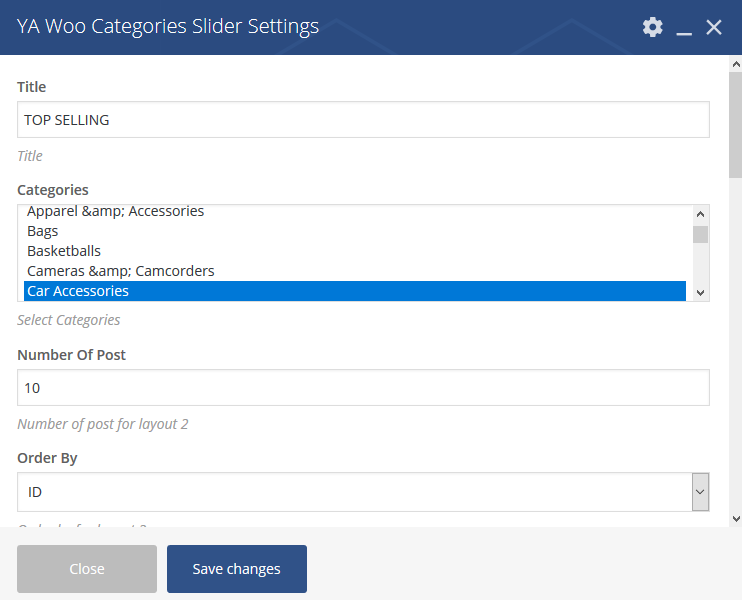 YA Woo Categories Slider Settings
Title
TOP SELLING
Title
Categories
Apparel &amp; Accessories
Bags
Basketballs
Cameras &amp; Camcorders
Car Accessories
Select Categories
Number Of Post
10
Number of post for layout 2
Order By
ID
Close
Save changes